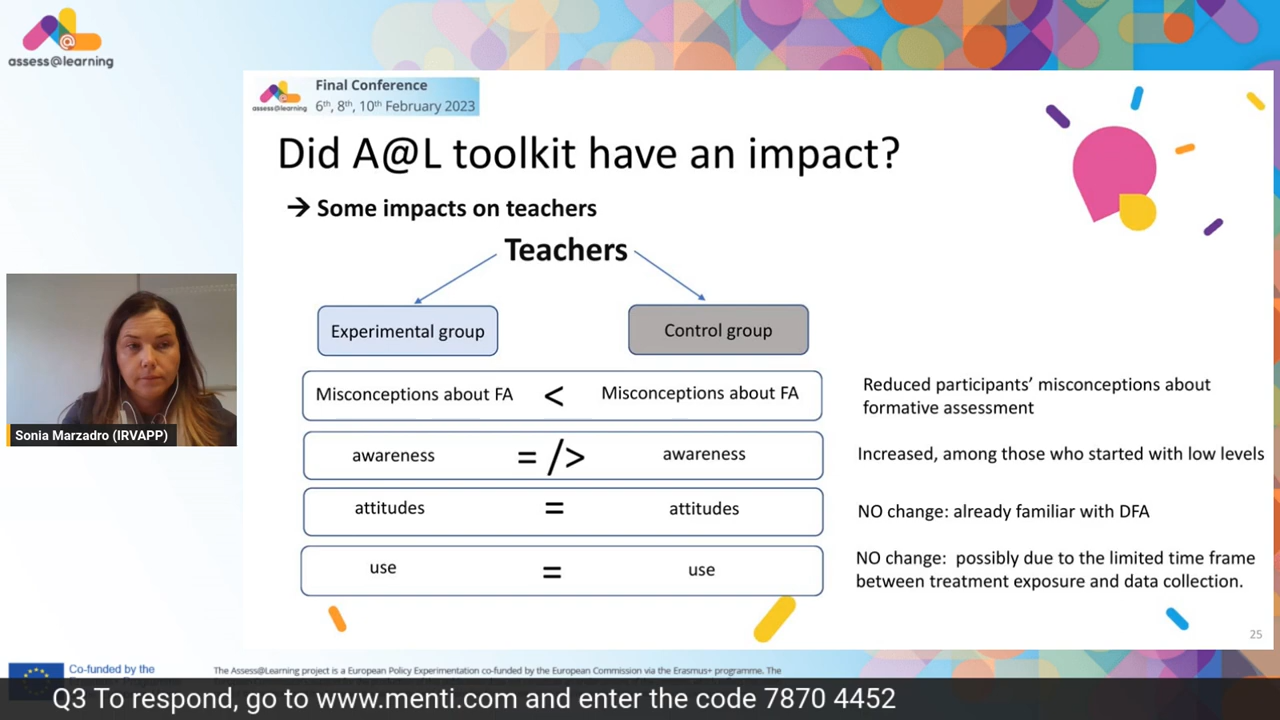 assess@learning
assess@learning
Final Conference
6th, 8th, 10th February 2023
Did A@L toolkit have an impact?
→ Some impacts on teachers
Teachers
Experimental group
Control group
Misconceptions about FA < Misconceptions about FA
Reduced participants' misconceptions about
formative assessment
awareness = /> awareness
Increased, among those who started with low levels
attitudes = attitudes
NO change: already familiar with DFA
use = use
NO change: possibly due to the limited time frame
between treatment exposure and data collection.
25
Sonia Marzadro (IRVAPP)
Co-funded by the
The Assess@Learning project is a European Policy Experimentation co-funded by the European Commission via the Erasmus+ programme. The
Q3 To respond, go to www.menti.com and enter the code 7870 4452